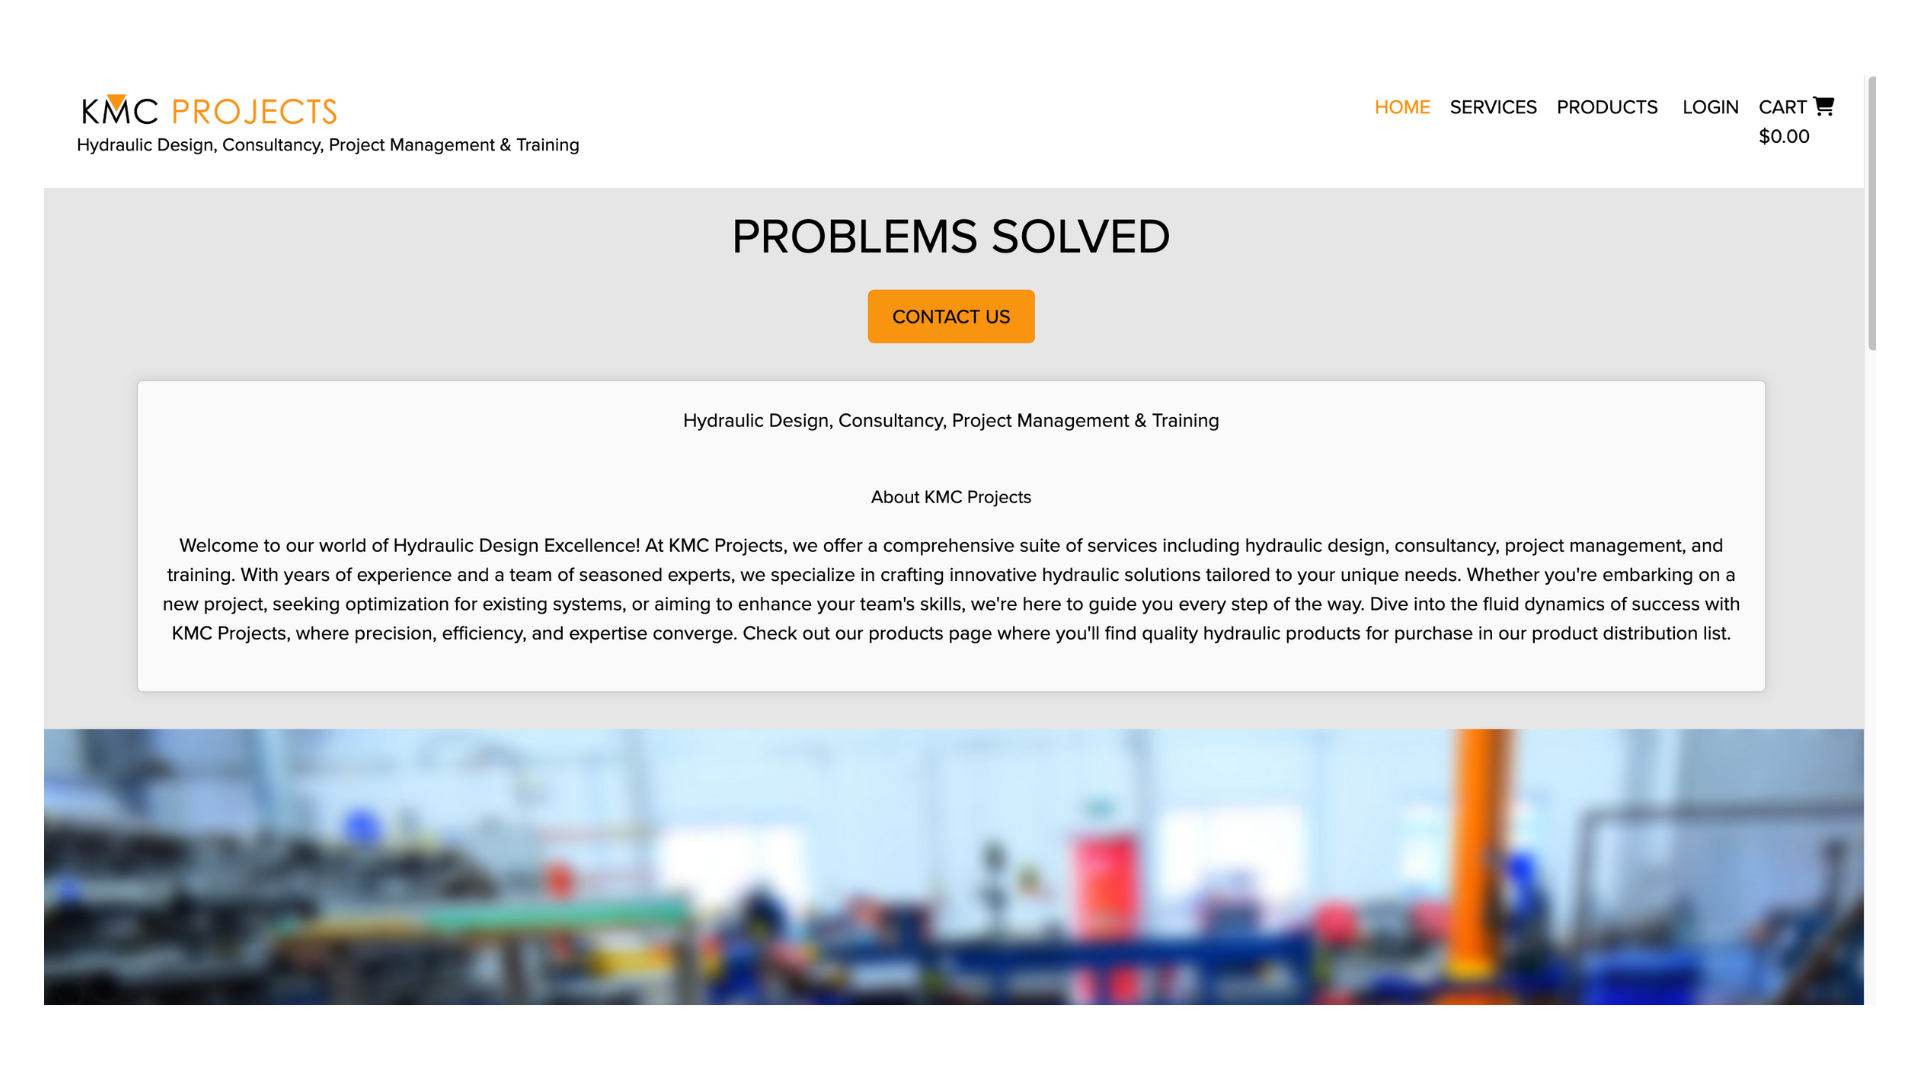 KMC PROJECTS
Hydraulic Design, Consultancy, Project Management & Training
HOME SERVICES PRODUCTS LOGIN CART
$0.00
PROBLEMS SOLVED
CONTACT US
Hydraulic Design, Consultancy, Project Management & Training
About KMC Projects
Welcome to our world of Hydraulic Design Excellence! At KMC Projects, we offer a comprehensive suite of services including hydraulic design, consultancy, project management, and
training. With years of experience and a team of seasoned experts, we specialize in crafting innovative hydraulic solutions tailored to your unique needs. Whether you're embarking on a
new project, seeking optimization for existing systems, or aiming to enhance your team's skills, we're here to guide you every step of the way. Dive into the fluid dynamics of success with
KMC Projects, where precision, efficiency, and expertise converge. Check out our products page where you'll find quality hydraulic products for purchase in our product distribution list.